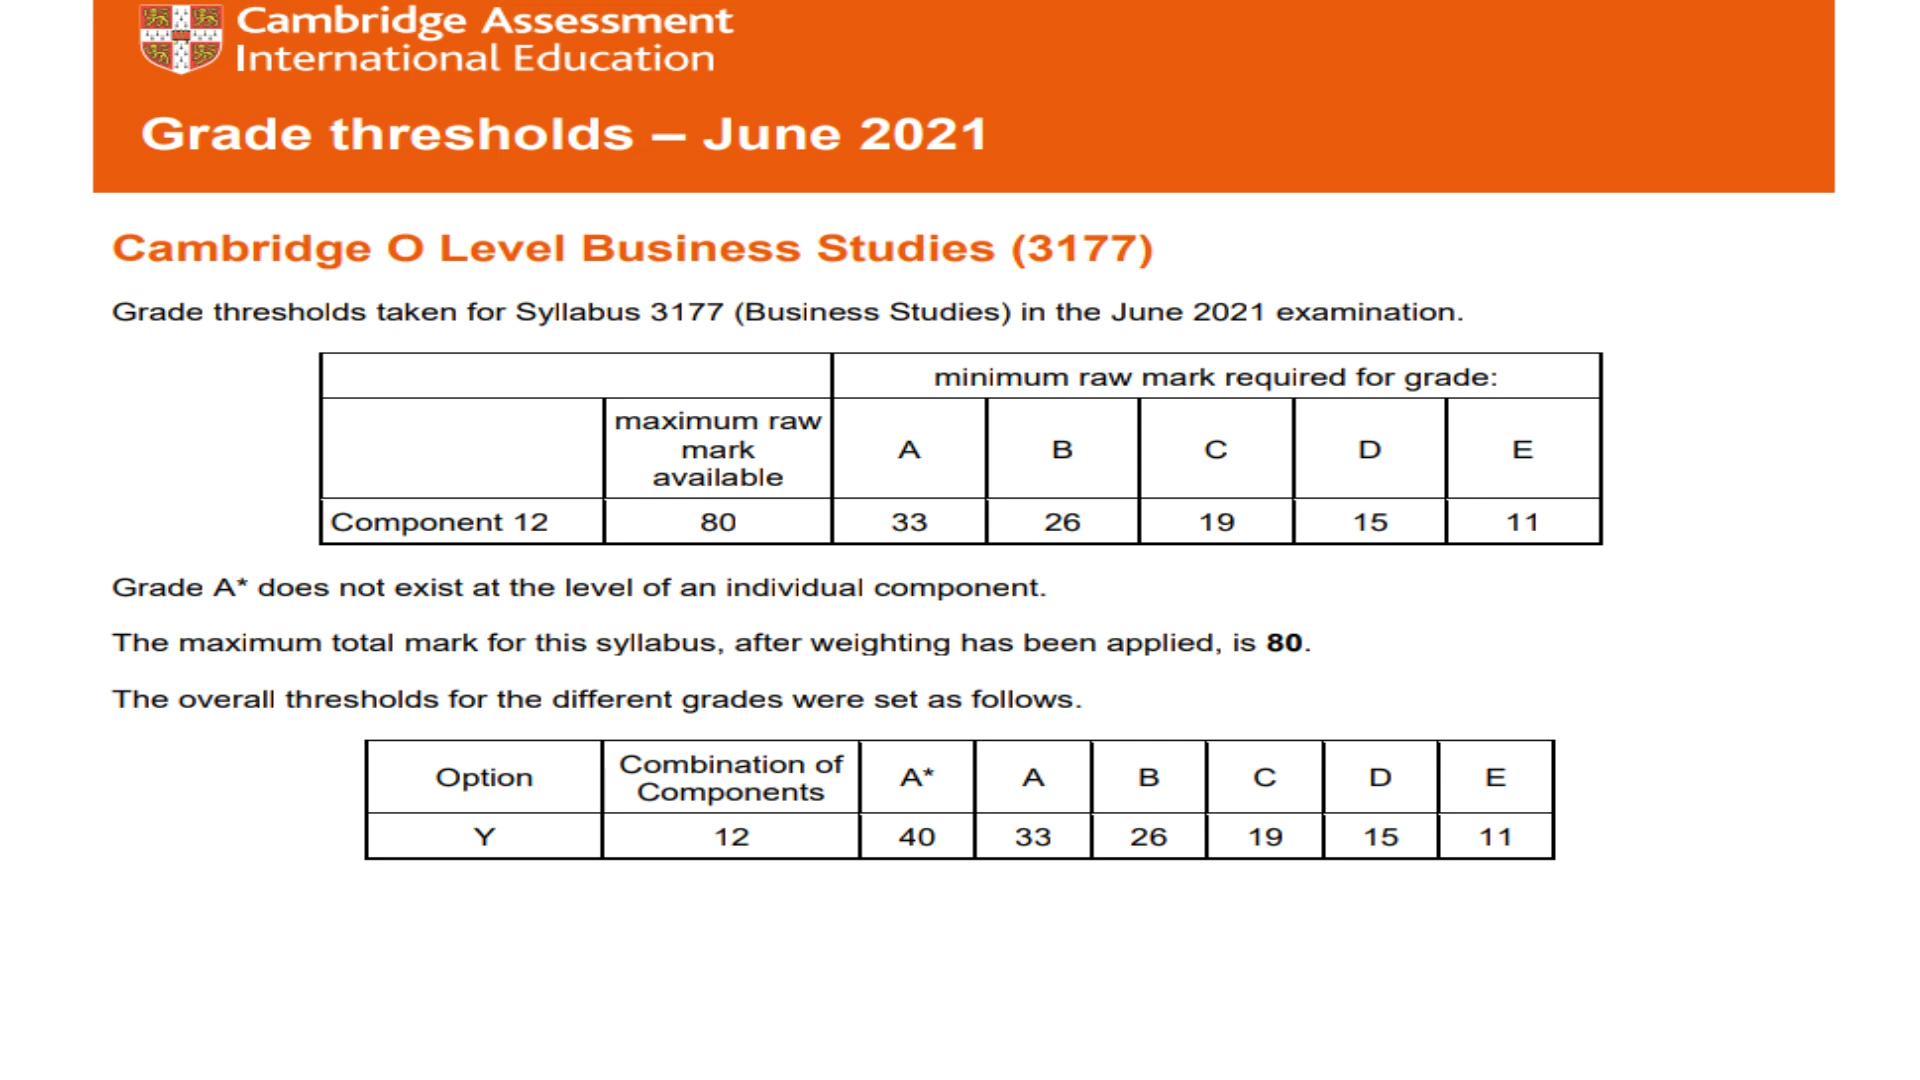 Cambridge Assessment
International Education
Grade thresholds – June 2021
Cambridge O Level Business Studies (3177)
Grade thresholds taken for Syllabus 3177 (Business Studies) in the June 2021 examination.
minimum raw mark required for grade:
maximum raw
mark
available
A B C D E
Component 12 80 33 26 19 15 11
Grade A* does not exist at the level of an individual component.
The maximum total mark for this syllabus, after weighting has been applied, is 80.
The overall thresholds for the different grades were set as follows.
Option Combination of
Components A* A B C D E
Y 12 40 33 26 19 15 11